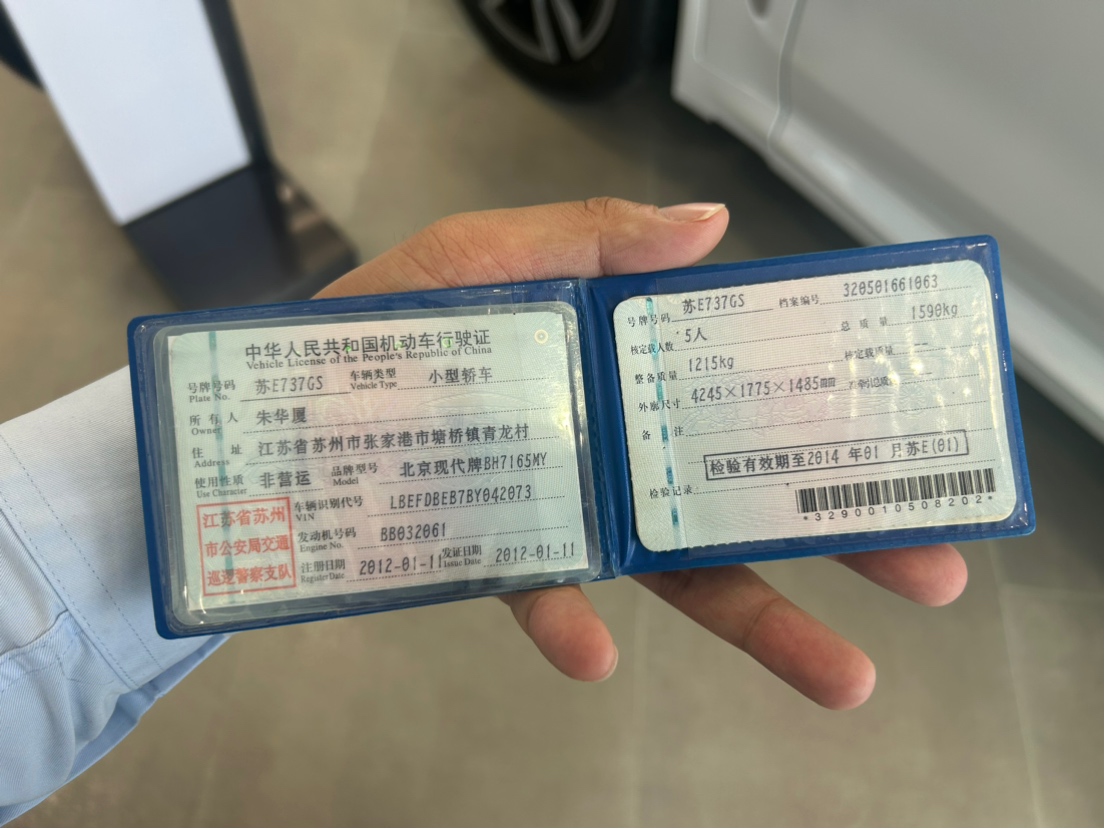 中华人民共和国机动车行驶证
Vehicle License of the People's Republic of China
号牌号码 苏E737GS 车辆类型 小型轿车
Plate No. Vehicle Type
所有人 朱华厦
Owner
住址 江苏省苏州市张家港市塘桥镇青龙村
Address
使用性质 非营运 品牌型号 北京现代牌BH7165MY
Use Character Model
江苏省苏州
市公安局交通
巡逻警察支队
车辆识别代号 LBEFDBEB7BY042073
VIN
发动机号码 BB032061
Engine No.
注册日期 2012-01-11 发证日期 2012-01-11
Register Date Issue Date
号牌号码 苏E737GS 档案编号 320501661063
核定载人数 5人 总质量 1590kg
整备质量 1215kg 核定载质量 --
外廓尺寸 4245×1775×1485mm 准牵引总质量
备注
检验有效期至2014 年01 月苏E(01)
检验记录
*3290010508202*